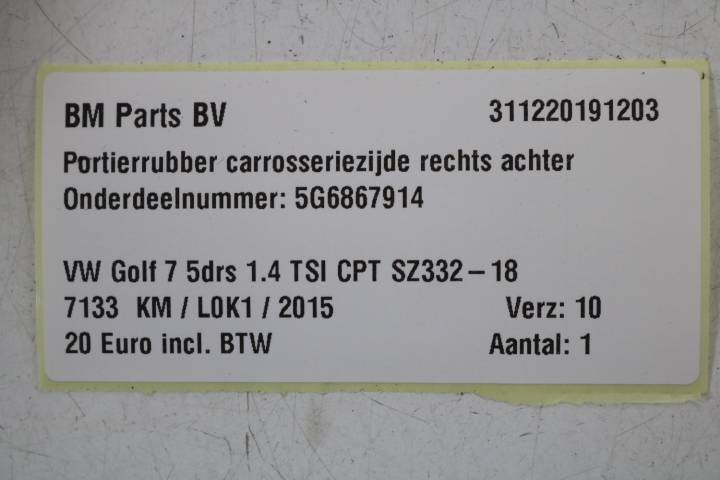 BM Parts BV 311220191203
Portierrubber carrosseriezijde rechts achter
Onderdeelnummer: 5G6867914
VW Golf 7 5drs 1.4 TSI CPT SZ332-18
7133 KM / L0K1 / 2015 Verz: 10
20 Euro incl. BTW Aantal: 1